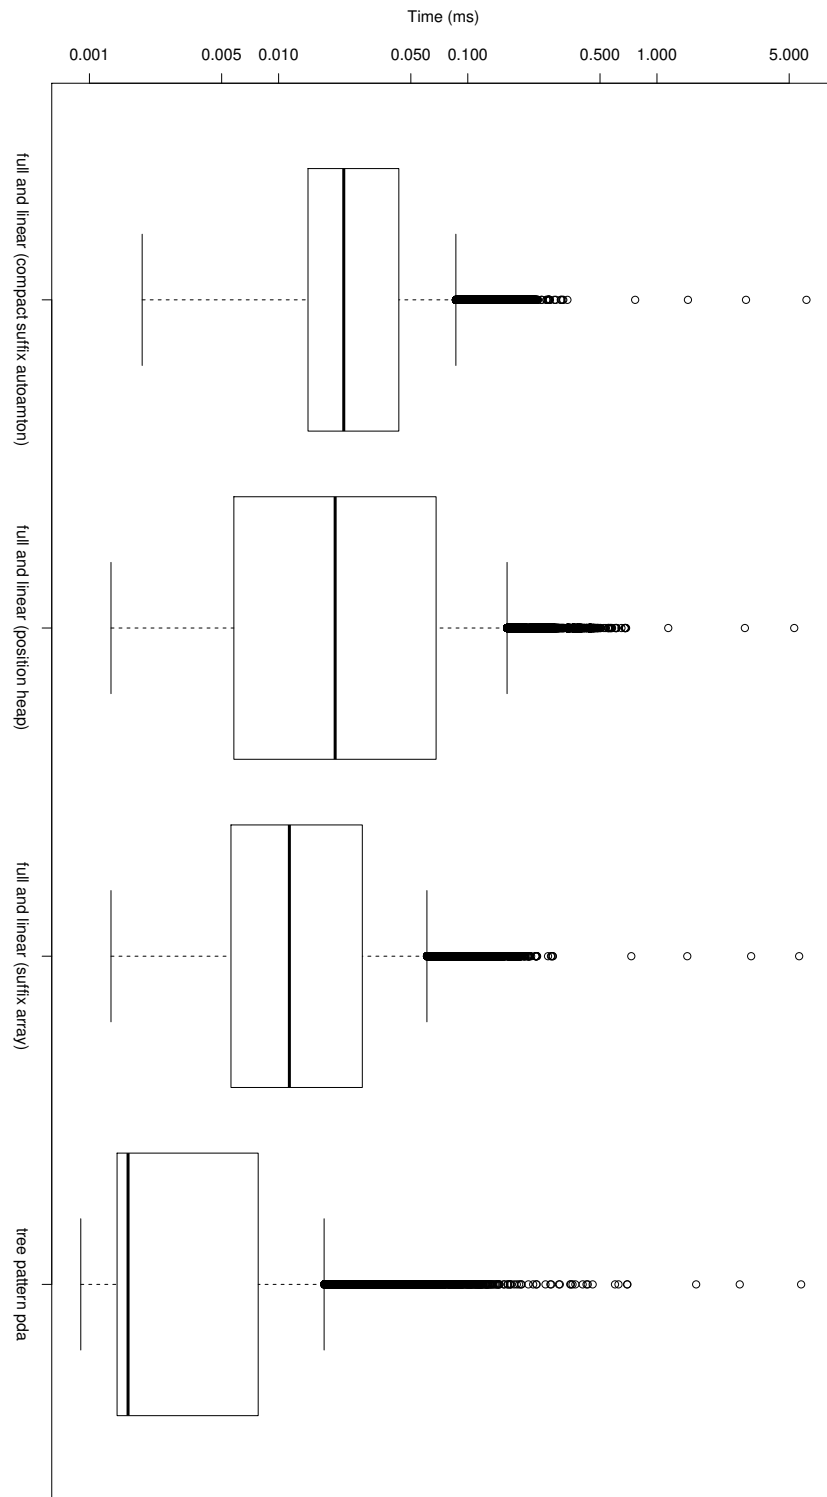 Time (ms)
0.001 0.005 0.010 0.050 0.100 0.500 1.000 5.000
full and linear (compact suffix autoamton)
full and linear (position heap)
full and linear (suffix array)
tree pattern pda